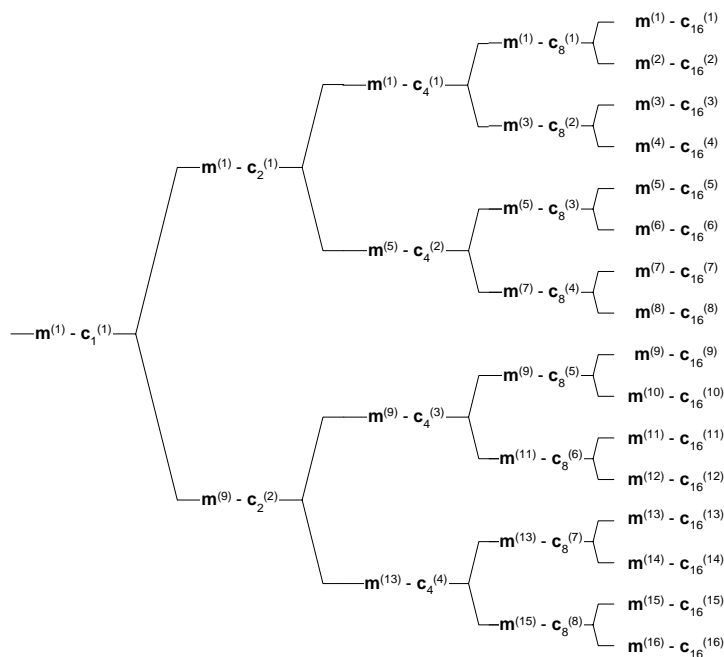 m(1) - c16(1)
m(1) - c8(1)
m(2) - c16(2)
m(1) - c4(1)
m(3) - c16(3)
m(3) - c8(2)
m(4) - c16(4)
m(1) - c2(1)
m(5) - c16(5)
m(5) - c8(3)
m(6) - c16(6)
m(5) - c4(2)
m(7) - c16(7)
m(7) - c8(4)
m(8) - c16(8)
m(1) - c1(1)
m(9) - c16(9)
m(9) - c8(5)
m(10) - c16(10)
m(9) - c4(3)
m(11) - c16(11)
m(11) - c8(6)
m(12) - c16(12)
m(9) - c2(2)
m(13) - c16(13)
m(13) - c8(7)
m(14) - c16(14)
m(13) - c4(4)
m(15) - c16(15)
m(15) - c8(8)
m(16) - c16(16)